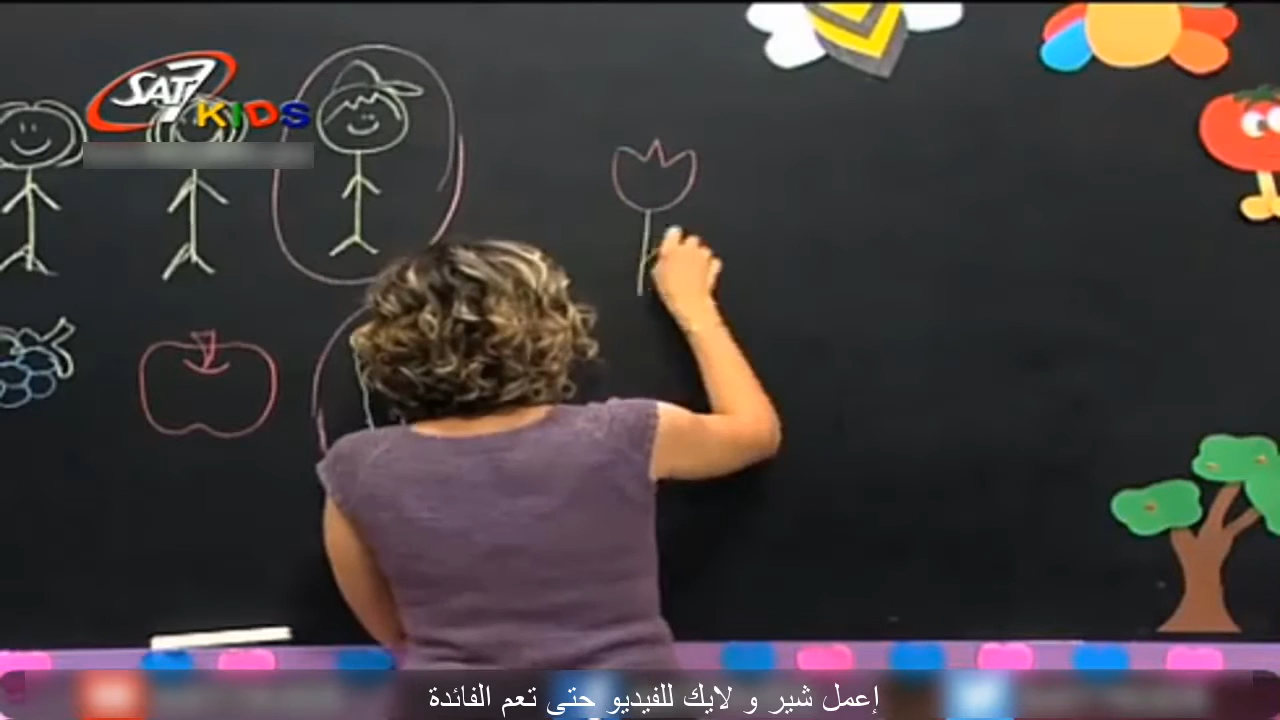 SAT7
KIDS
إعمل شير و لايك للفيديو حتى تعم الفائدة